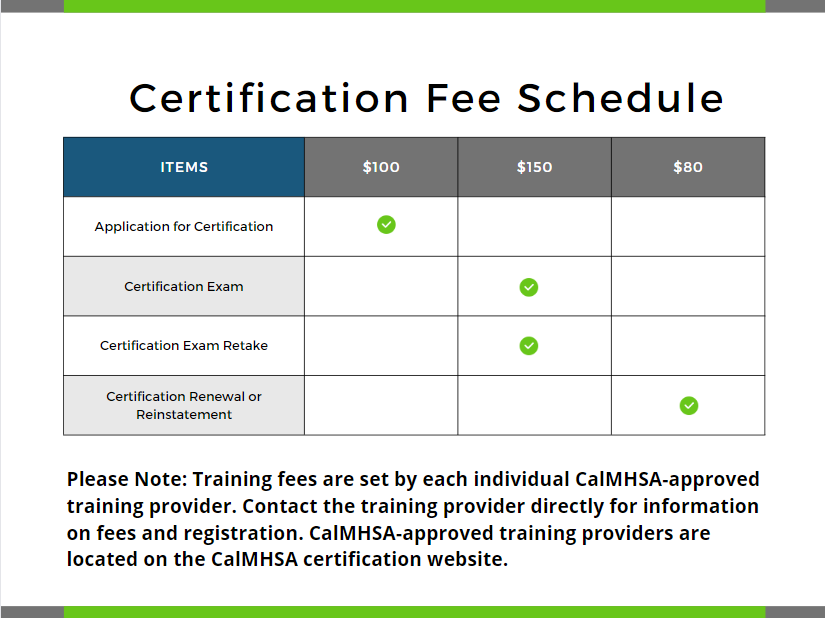 Certification Fee Schedule
ITEMS $100 $150 $80
Application for Certification
Certification Exam
Certification Exam Retake
Certification Renewal or
Reinstatement
Please Note: Training fees are set by each individual CalMHSA-approved
training provider. Contact the training provider directly for information
on fees and registration. CalMHSA-approved training providers are
located on the CalMHSA certification website.